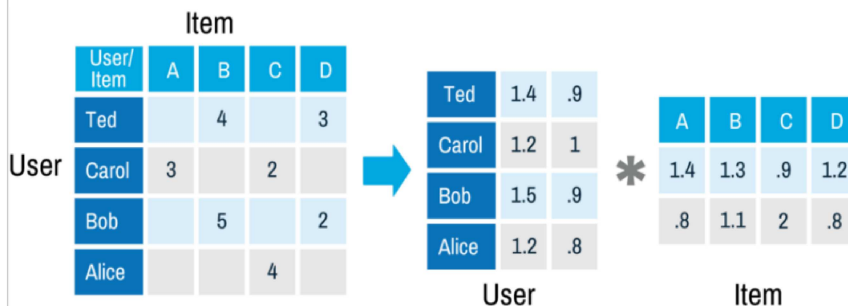 Item
User/
Item A B C D
Ted 4 3
User
Carol 3 2
Bob 5 2
Alice 4
Ted 1.4 .9
Carol 1.2 1
Bob 1.5 .9
Alice 1.2 .8
User
*
A B C D
1.4 1.3 .9 1.2
.8 1.1 2 .8
Item